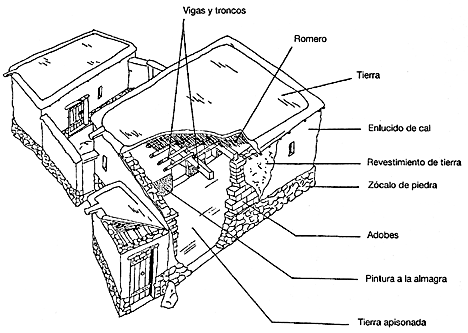 Vigas y troncos
Romero
Tierra
Enlucido de cal
Revestimiento de tierra
Zócalo de piedra
Adobes
Pintura a la almagra
Tierra apisonada